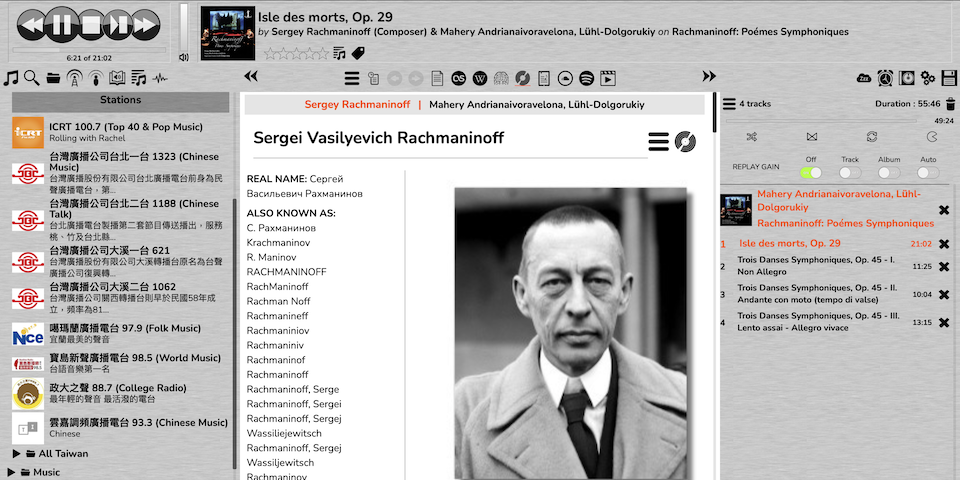 Isle des morts, Op. 29
by Sergey Rachmaninoff (Composer) & Mahery Andrianaivoravelona, Lühl-Dolgorukiy on Rachmaninoff: Poémes Symphoniques
6:21 of 21:02
Stations
ICRT 100.7 (Top 40 & Pop Music)
Rolling with Rachel
台灣廣播公司台北一台 1323 (Chinese
Music)
台灣廣播股份有限公司台北廣播電台前身為民
聲廣播電台，第...
台灣廣播公司台北二台 1188 (Chinese
Talk)
台北廣播電台製播第二套節目傳送播出，服務
桃、竹及台北縣...
台灣廣播公司大溪一台 621
台灣廣播股份有限公司大溪轉播台原名為台聲
廣播公司復興轉...
台灣廣播公司大溪二台 1062
台灣廣播公司關西轉播台則早於民國58年成
立，頻率為81...
噶瑪蘭廣播電台 97.9 (Folk Music)
宜蘭最美的聲音
寶島新聲廣播電台 98.5 (World Music)
台語音樂第一名
政大之聲 88.7 (College Radio)
最年輕的聲音 最活潑的電台
雲嘉調頻廣播電台 93.3 (Chinese Music)
Chinese
All Taiwan
Music
Sergey Rachmaninoff | Mahery Andrianaivoravelona, Lühl-Dolgorukiy
Sergei Vasilyevich Rachmaninoff
REAL NAME: Сергей
Васильевич Рахманинов
ALSO KNOWN AS:
С. Рахманинов
Krachmaninov
R. Maninov
RACHMANINOFF
RachManinoff
Rachman Noff
Rachmanineff
Rachmaniniov
Rachmaniniv
Rachmaninof
Rachmaninoff
Rachmaninoff, Serge
Rachmaninoff, Sergei
Rachmaninoff, Sergej
Wassiliejewitsch
Rachmaninoff, Sergej
Wassiljewitsch
Rachmaninov
4 tracks
Duration : 55:46
49:24
REPLAY GAIN
Off
Track
Album
Auto
Mahery Andrianaivoravelona, Lühl-
Dolgorukiy
Rachmaninoff: Poémes Symphoniques
1 Isle des morts, Op. 29 21:02
2 Trois Danses Symphoniques, Op. 45 - I.
Non Allegro 11:25
3 Trois Danses Symphoniques, Op. 45 - II.
Andante con moto (tempo di valse) 10:04
4 Trois Danses Symphoniques, Op. 45 - III.
Lento assai - Allegro vivace 13:15